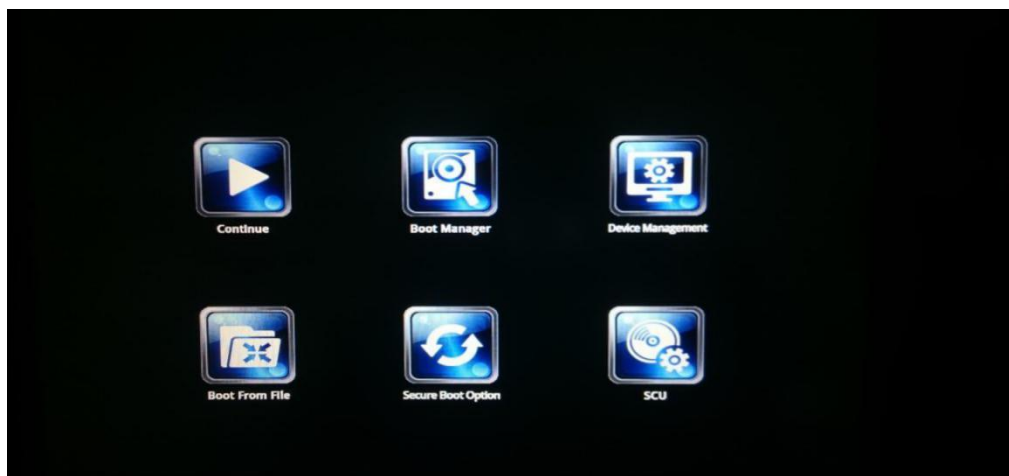 Continue
Boot Manager
Device Management
Boot From File
Secure Boot Option
SCU